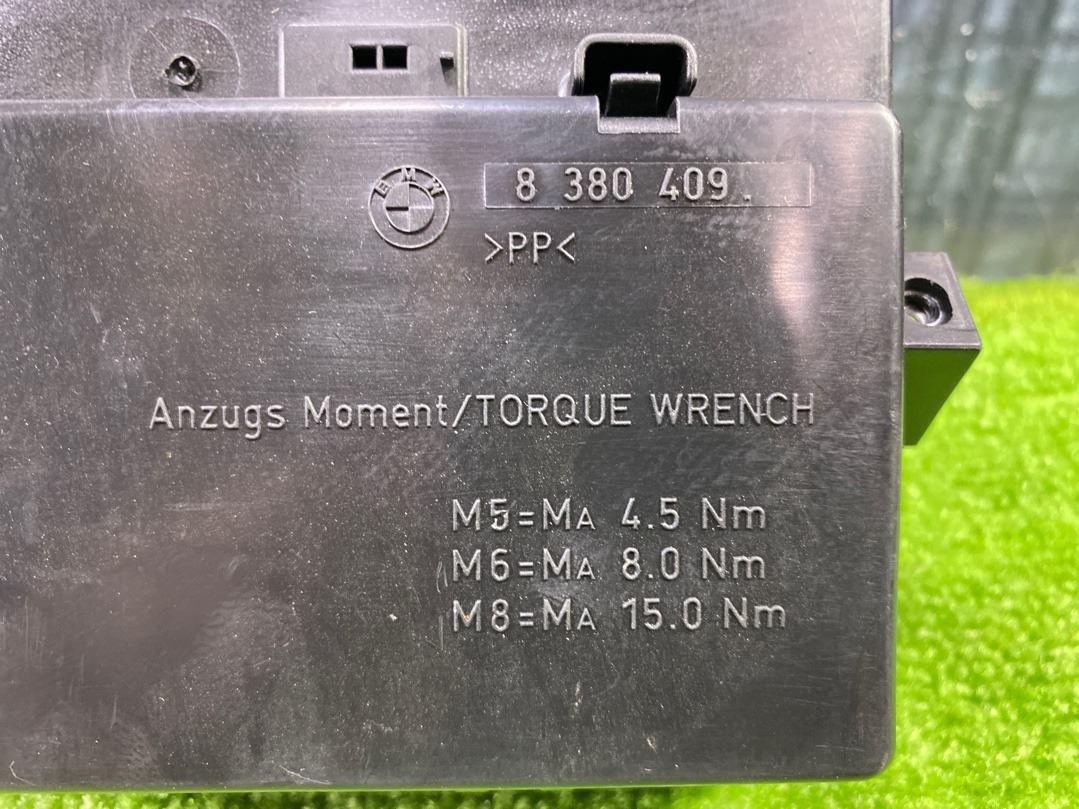 BMW
8 380 409.
>PP<
Anzugs Moment/TORQUE WRENCH
M5=MA 4.5 Nm
M6=MA 8.0 Nm
M8=MA 15.0 Nm